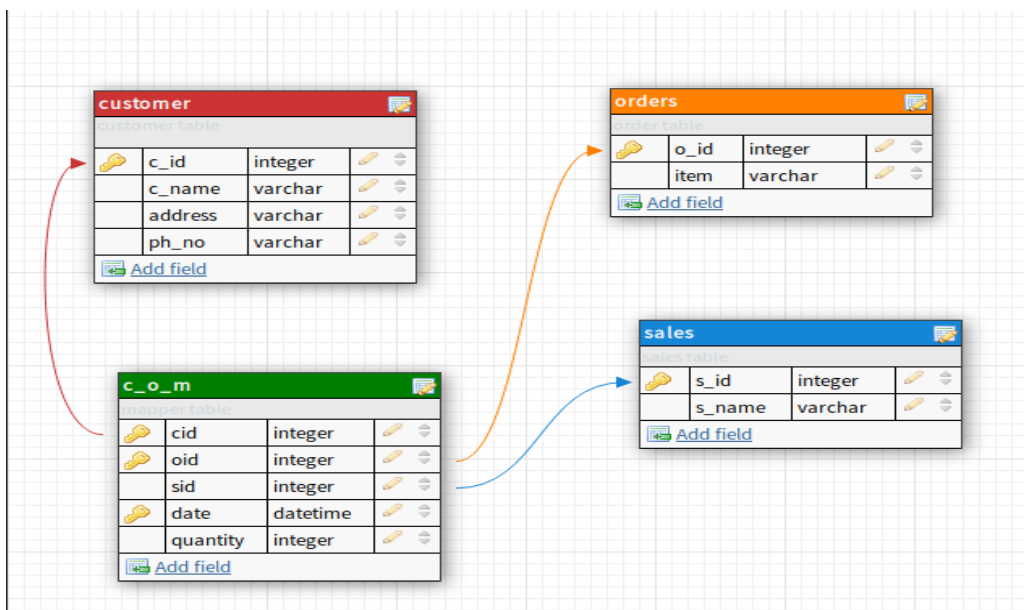 customer
customer table
c_id integer
c_name varchar
address varchar
ph_no varchar
Add field
orders
order table
o_id integer
item varchar
Add field
sales
sales table
s_id integer
s_name varchar
Add field
c_o_m
mapper table
cid integer
oid integer
sid integer
date datetime
quantity integer
Add field